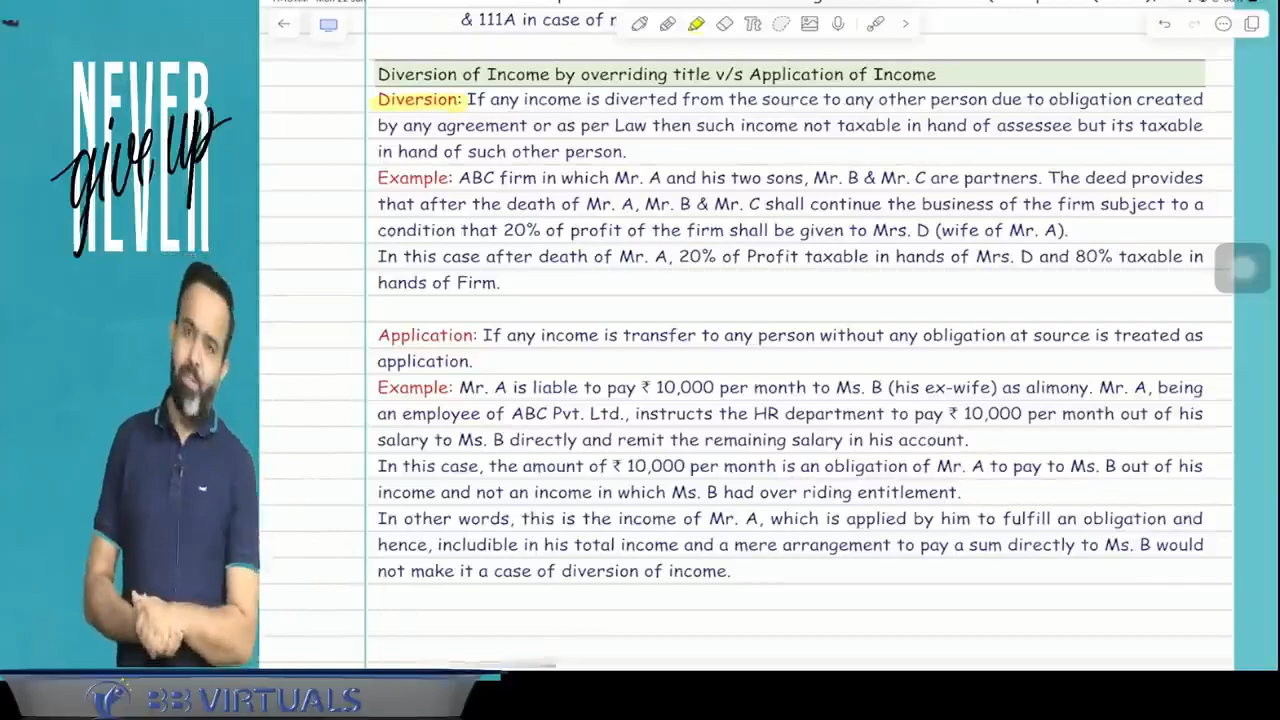 & 111A in case of
NEVER
give up
NEVER
Diversion of Income by overriding title v/s Application of Income
Diversion: If any income is diverted from the source to any other person due to obligation created
by any agreement or as per Law then such income not taxable in hand of assessee but its taxable
in hand of such other person.
Example: ABC firm in which Mr. A and his two sons, Mr. B & Mr. C are partners. The deed provides
that after the death of Mr. A, Mr. B & Mr. C shall continue the business of the firm subject to a
condition that 20% of profit of the firm shall be given to Mrs. D (wife of Mr. A).
In this case after death of Mr. A, 20% of Profit taxable in hands of Mrs. D and 80% taxable in
hands of Firm.
Application: If any income is transfer to any person without any obligation at source is treated as
application.
Example: Mr. A is liable to pay ₹ 10,000 per month to Ms. B (his ex-wife) as alimony. Mr. A, being
an employee of ABC Pvt. Ltd., instructs the HR department to pay ₹ 10,000 per month out of his
salary to Ms. B directly and remit the remaining salary in his account.
In this case, the amount of ₹ 10,000 per month is an obligation of Mr. A to pay to Ms. B out of his
income and not an income in which Ms. B had over riding entitlement.
In other words, this is the income of Mr. A, which is applied by him to fulfill an obligation and
hence, includible in his total income and a mere arrangement to pay a sum directly to Ms. B would
not make it a case of diversion of income.
BB VIRTUALS